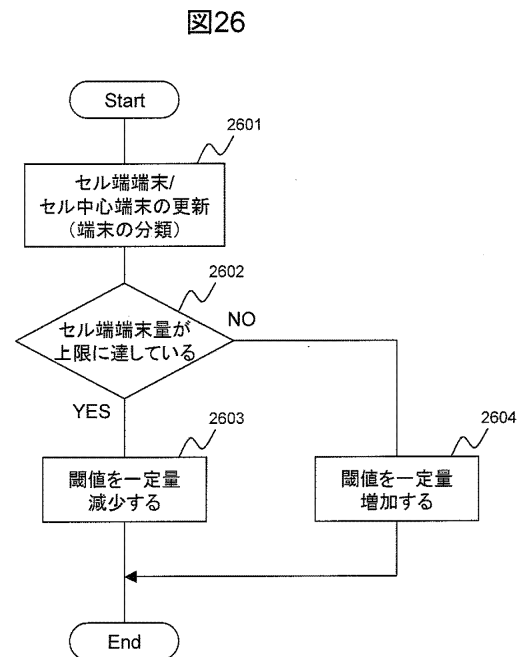 図26
Start
2601
セル端端末/
セル中心端末の更新
（端末の分類）
2602
セル端端末量が
上限に達している
NO
YES
2603
閾値を一定量
減少する
2604
閾値を一定量
増加する
End